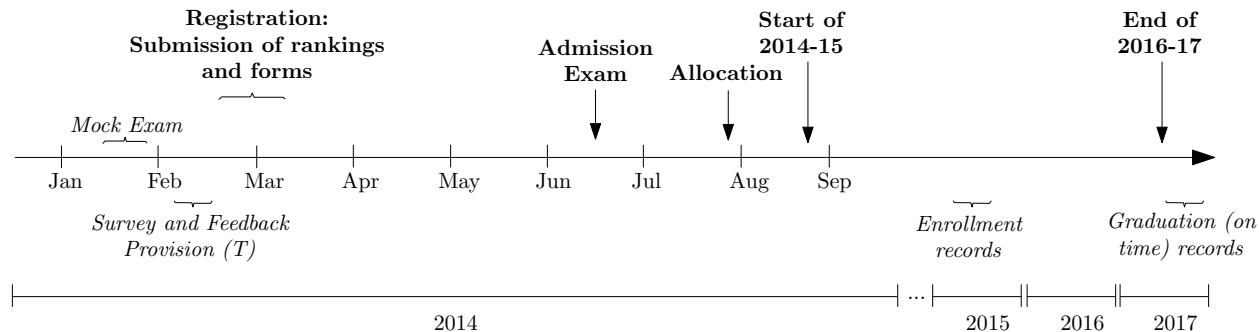 Registration:
Submission of rankings
and forms
Admission
Exam
Allocation
Start of
2014-15
End of
2016-17
Mock Exam
Jan
Feb
Mar
Apr
May
Jun
Jul
Aug
Sep
Survey and Feedback
Provision (T)
Enrollment
records
Graduation (on
time) records
...
2014
2015
2016
2017